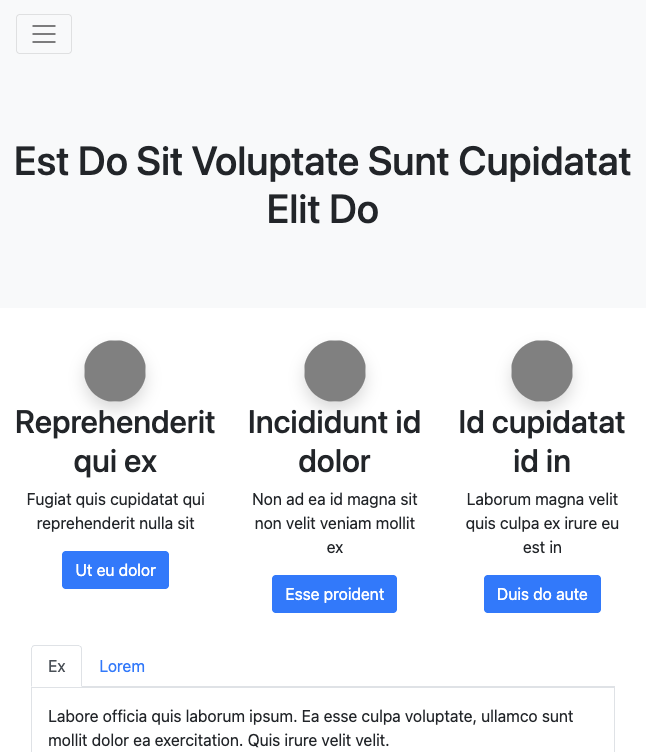 Est Do Sit Voluptate Sunt Cupidatat
Elit Do
Reprehenderit
qui ex
Fugiat quis cupidatat qui
reprehenderit nulla sit
Ut eu dolor
Incididunt id
dolor
Non ad ea id magna sit
non velit veniam mollit
ex
Esse proident
Id cupidatat
id in
Laborum magna velit
quis culpa ex irure eu
est in
Duis do aute
Ex
Lorem
Labore officia quis laborum ipsum. Ea esse culpa voluptate, ullamco sunt
mollit dolor ea exercitation. Quis irure velit velit.